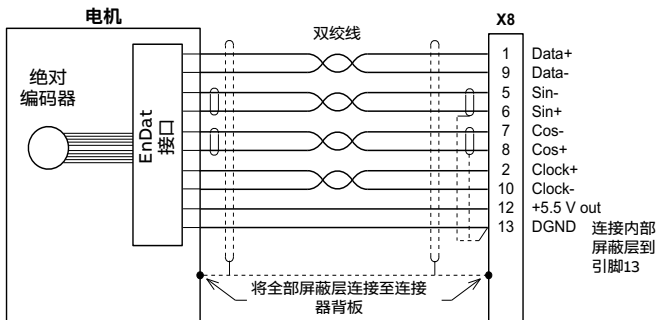 电机
双绞线
X8
绝对
编码器
EnDat
接口
1 Data+
9 Data-
5 Sin-
6 Sin+
7 Cos-
8 Cos+
2 Clock+
10 Clock-
12 +5.5 V out
13 DGND
连接内部
屏蔽层到
引脚13
将全部屏蔽层连接至连接
器背板